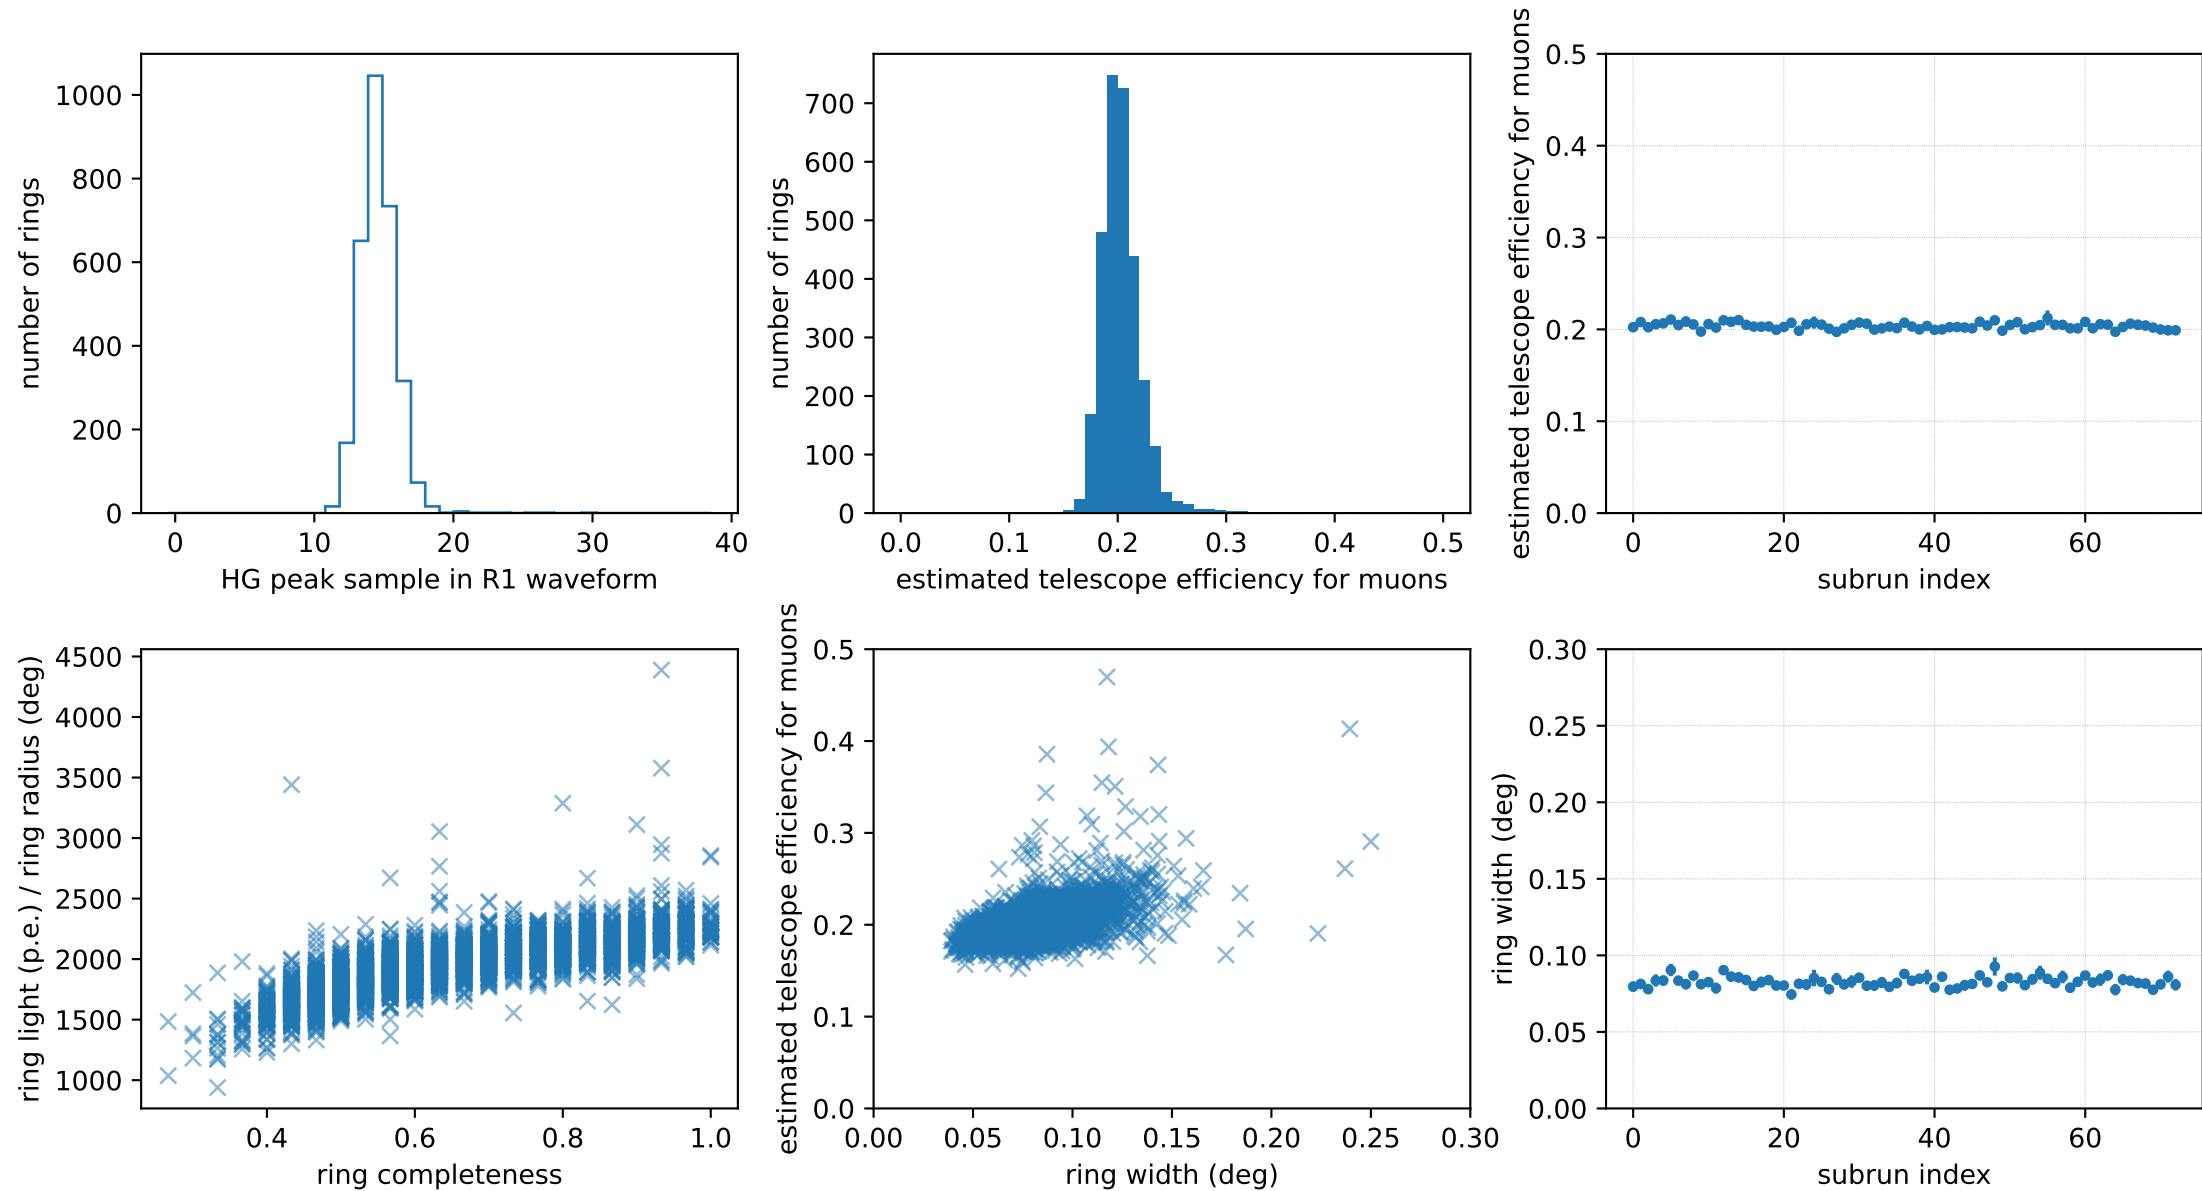 number of rings
1000
800
600
400
200
0
0 10 20 30 40
HG peak sample in R1 waveform
number of rings
700
600
500
400
300
200
100
0
0.0 0.1 0.2 0.3 0.4 0.5
estimated telescope efficiency for muons
estimated telescope efficiency for muons
0.5
0.4
0.3
0.2
0.1
0.0
0 20 40 60
subrun index
ring light (p.e.) / ring radius (deg)
4500
4000
3500
3000
2500
2000
1500
1000
0.4 0.6 0.8 1.0
ring completeness
estimated telescope efficiency for muons
0.5
0.4
0.3
0.2
0.1
0.0
0.00 0.05 0.10 0.15 0.20 0.25 0.30
ring width (deg)
ring width (deg)
0.30
0.25
0.20
0.15
0.10
0.05
0.00
0 20 40 60
subrun index